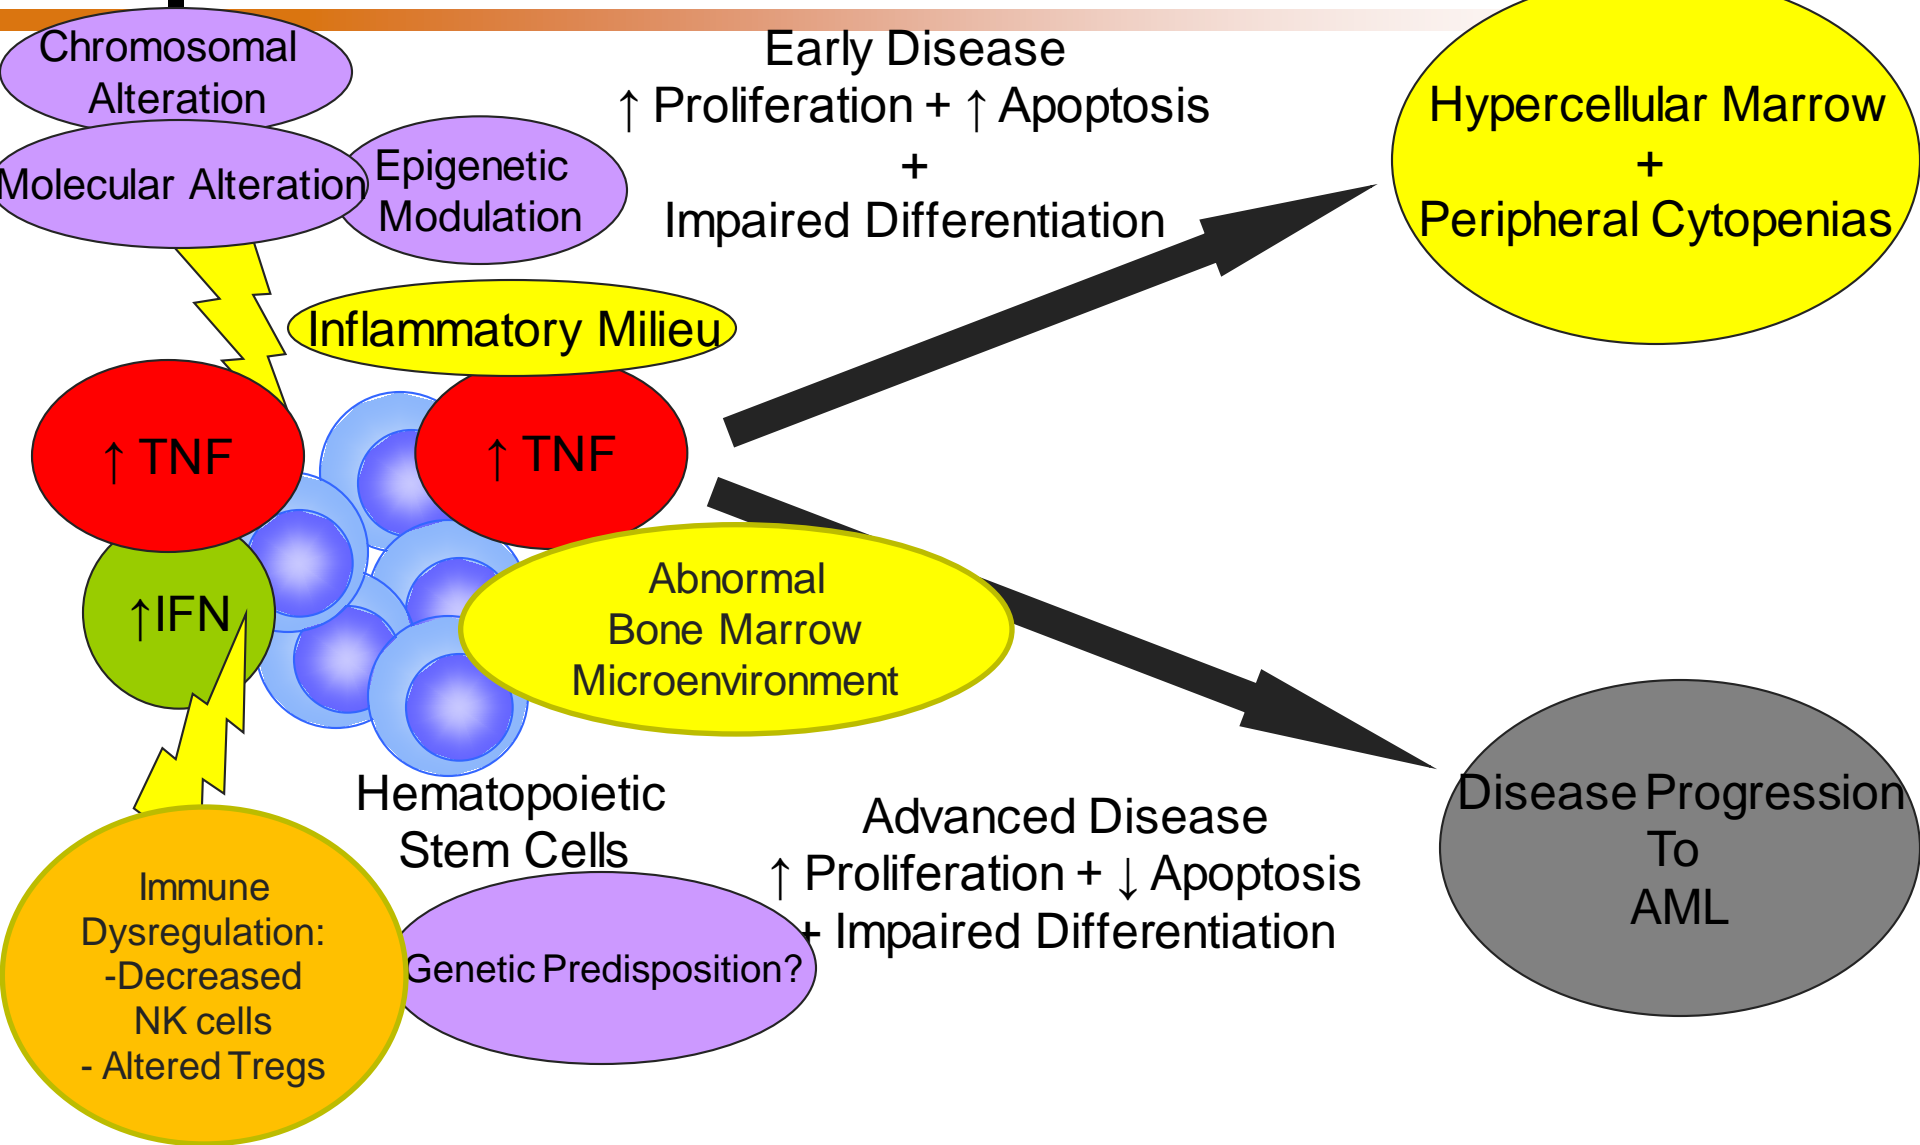 Chromosomal
Alteration
Molecular Alteration
Epigenetic
Modulation
Early Disease
↑ Proliferation + ↑ Apoptosis
+
Impaired Differentiation
Hypercellular Marrow
+
Peripheral Cytopenias
Inflammatory Milieu
↑ TNF
↑ TNF
↑IFN
Abnormal
Bone Marrow
Microenvironment
Hematopoietic
Stem Cells
Advanced Disease
↑ Proliferation + ↓ Apoptosis
+ Impaired Differentiation
Disease Progression
To
AML
Immune
Dysregulation:
-Decreased
NK cells
- Altered Tregs
Genetic Predisposition?